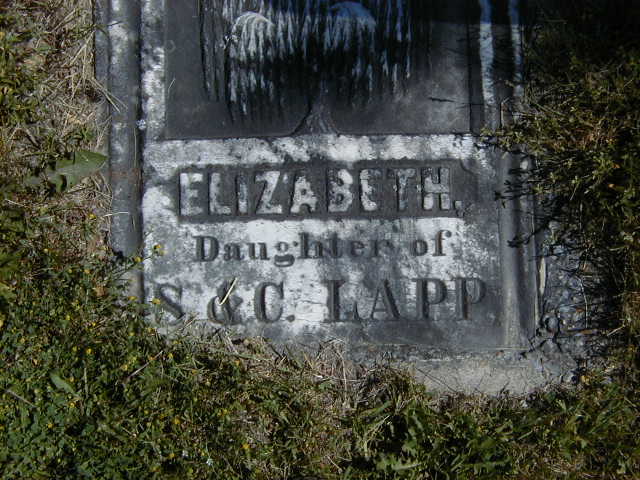 ELIZABETH,
Daughter of
S & C. LAPP